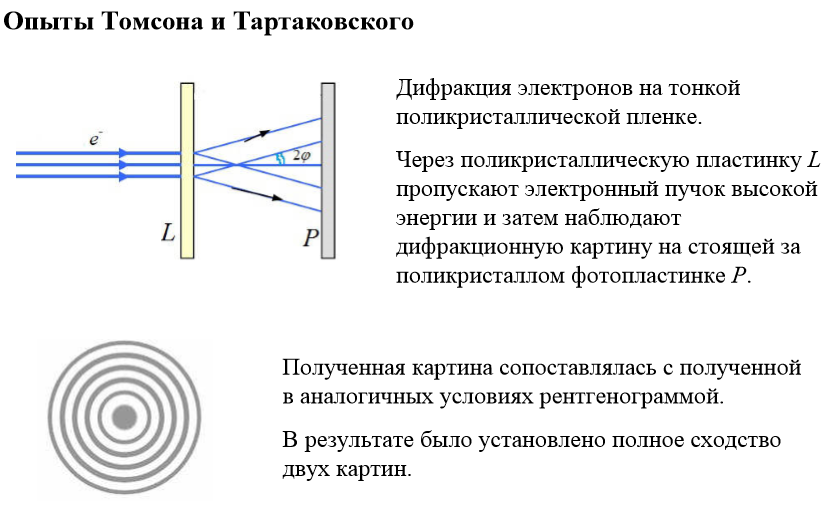 Опыты Томсона и Тартаковского
e⁻
2φ
L
P
Дифракция электронов на тонкой
поликристаллической пленке.
Через поликристаллическую пластинку L
пропускают электронный пучок высокой
энергии и затем наблюдают
дифракционную картину на стоящей за
поликристаллом фотопластинке P.
Полученная картина сопоставлялась с полученной
в аналогичных условиях рентгенограммой.
В результате было установлено полное сходство
двух картин.